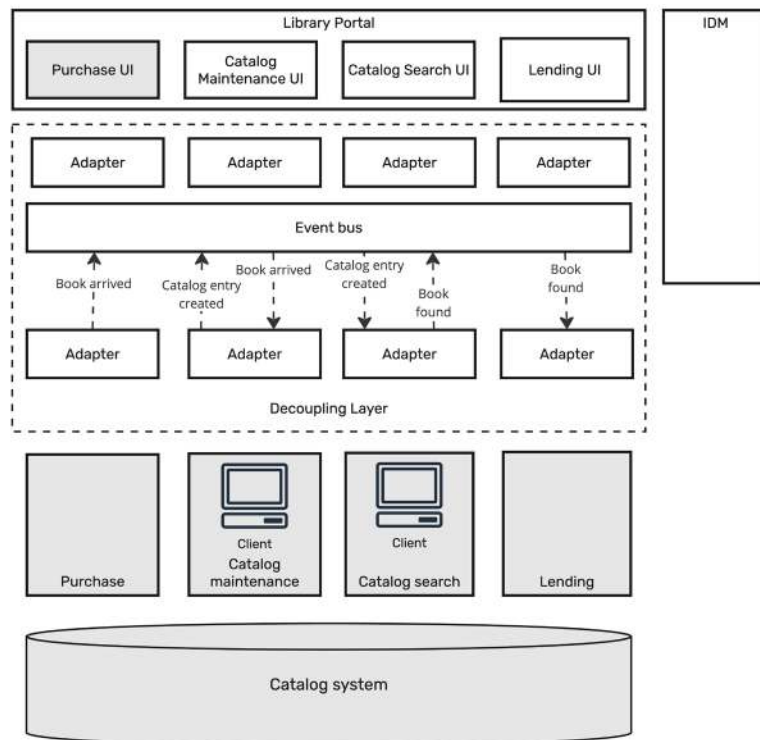 Library Portal
IDM
Purchase UI
Catalog
Maintenance UI
Catalog Search UI
Lending UI
Adapter
Adapter
Adapter
Adapter
Event bus
Book arrived
Catalog entry
created
Book arrived
Catalog entry
created
Book
found
Book
found
Adapter
Adapter
Adapter
Adapter
Decoupling Layer
Purchase
Client
Catalog
maintenance
Client
Catalog search
Lending
Catalog system